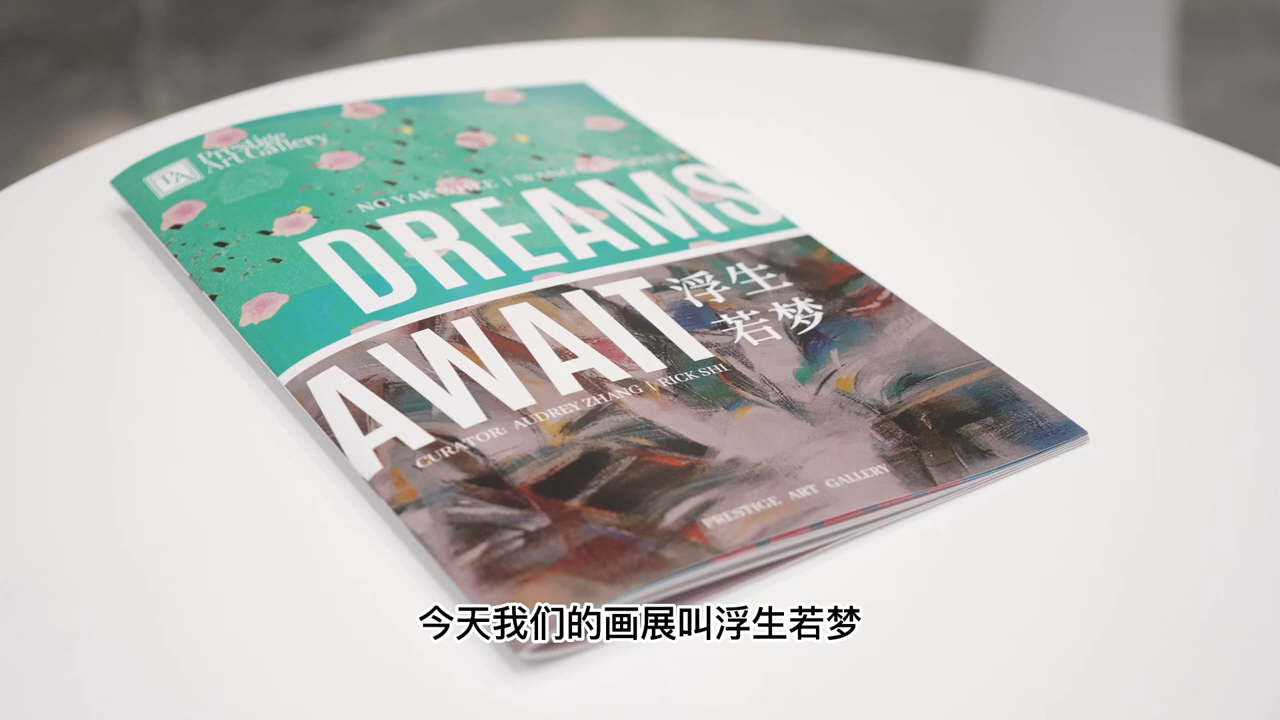 Prestige
Art Gallery
PA
DREAMS
AWAIT
浮生
若梦
CURATOR: AUDREY ZHANG | RICK SHI
PRESTIGE ART GALLERY
今天我们的画展叫浮生若梦